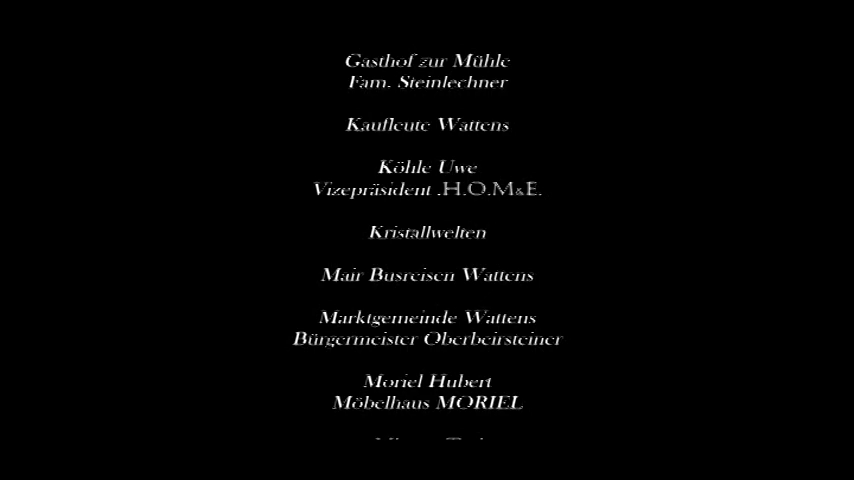 Gasthof zur Mühle
Fam. Steinlechner
Kaufleute Wattens
Köhle Uwe
Vizepräsident .H.O.M&E.
Kristallwelten
Mair Busreisen Wattens
Marktgemeinde Wattens
Bürgermeister Oberbeirsteiner
Moriel Hubert
Möbelhaus MORIEL